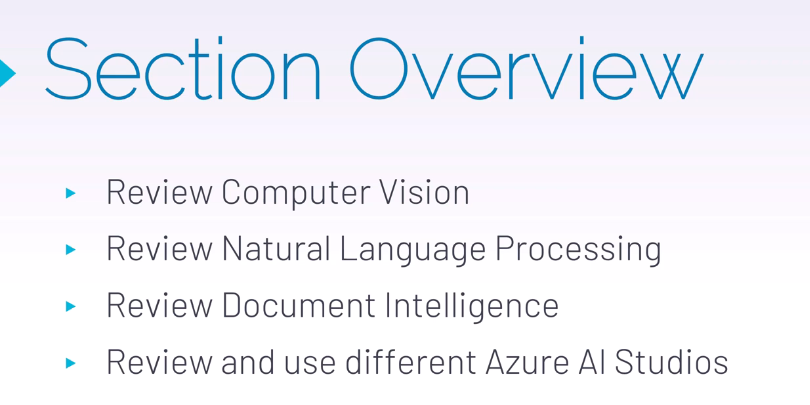 Section Overview
Review Computer Vision
Review Natural Language Processing
Review Document Intelligence
Review and use different Azure AI Studios